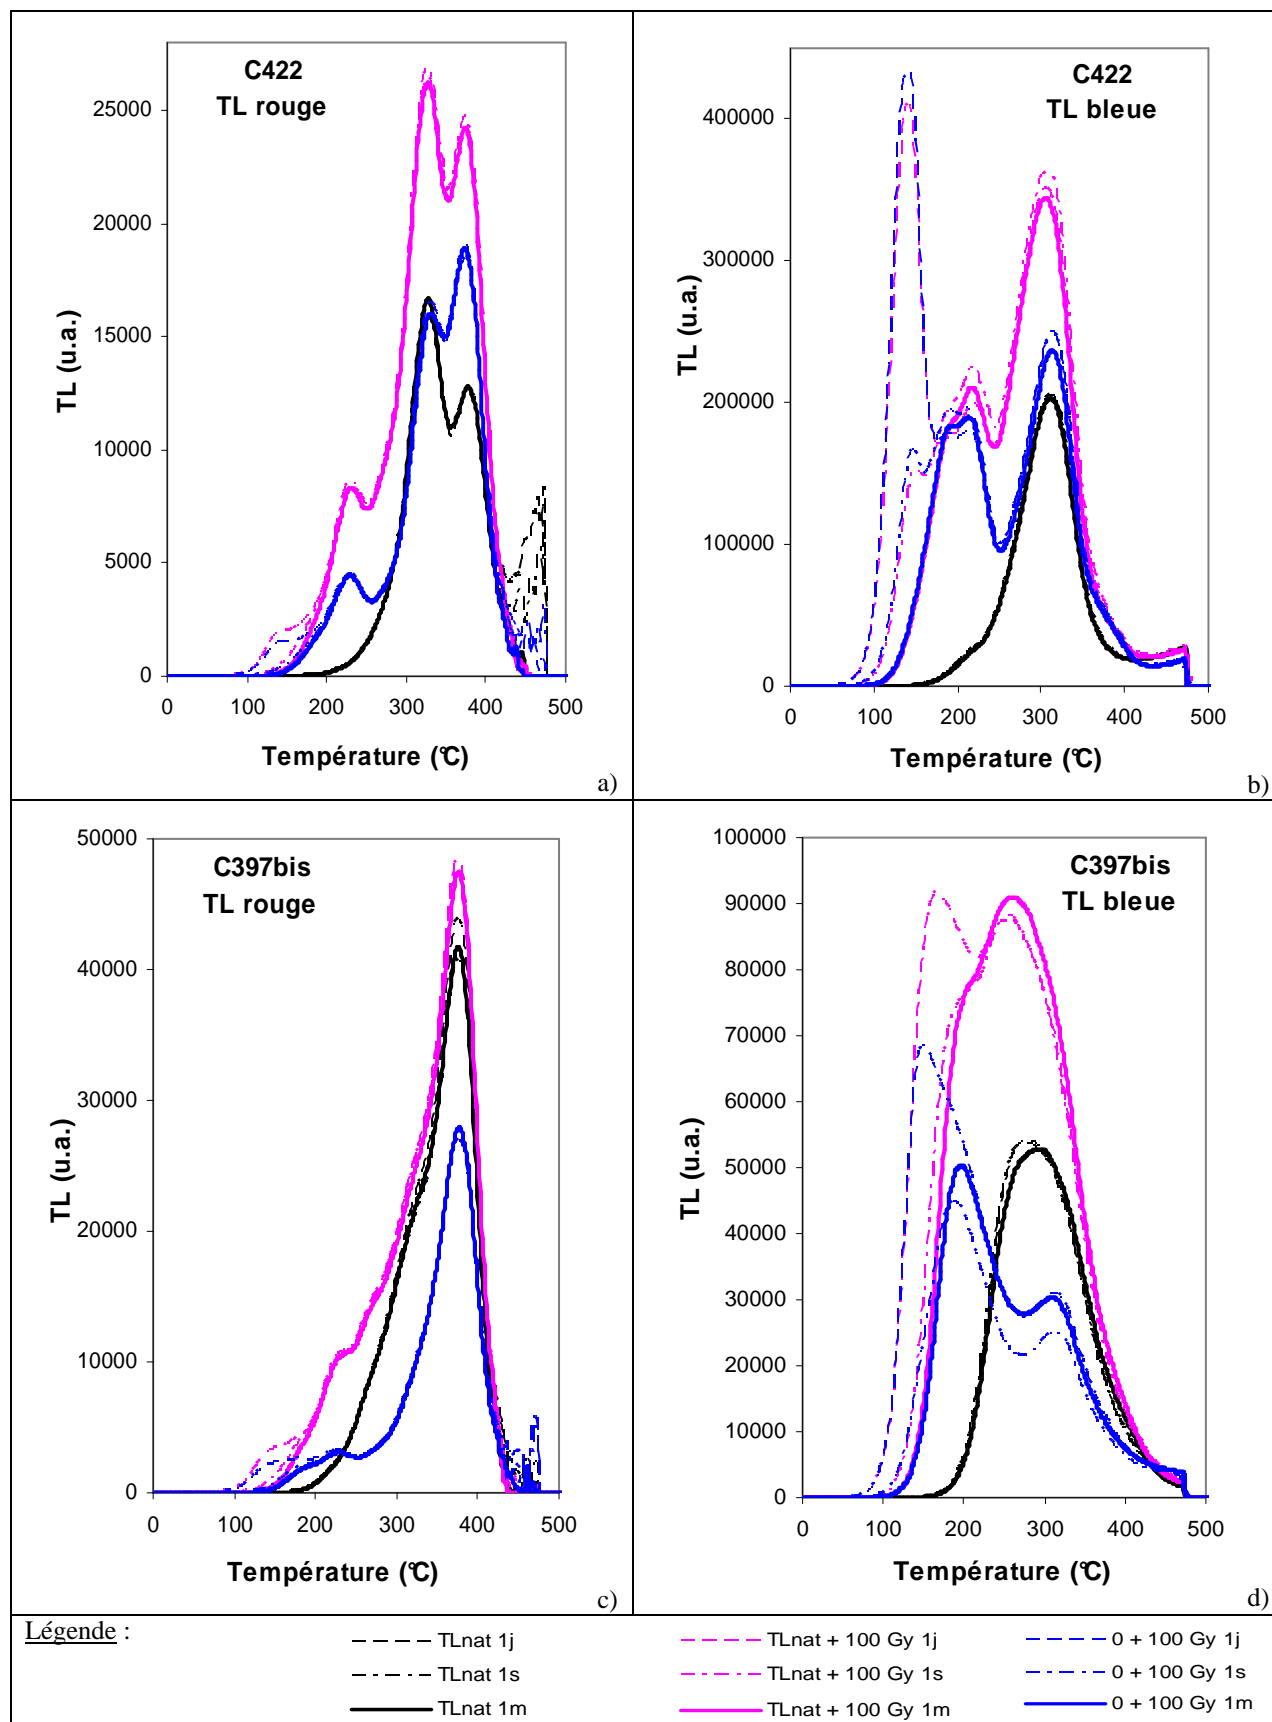 C422
TL rouge
TL (u.a.)
25000
20000
15000
10000
5000
0
0 100 200 300 400 500
Température (°C)
a)
C422
TL bleue
TL (u.a.)
400000
300000
200000
100000
0
0 100 200 300 400 500
Température (°C)
b)
C397bis
TL rouge
TL (u.a.)
50000
40000
30000
20000
10000
0
0 100 200 300 400 500
Température (°C)
c)
C397bis
TL bleue
TL (u.a.)
100000
90000
80000
70000
60000
50000
40000
30000
20000
10000
0
0 100 200 300 400 500
Température (°C)
d)
Légende :
TLnat 1j
TLnat + 100 Gy 1j
0 + 100 Gy 1j
TLnat 1s
TLnat + 100 Gy 1s
0 + 100 Gy 1s
TLnat 1m
TLnat + 100 Gy 1m
0 + 100 Gy 1m